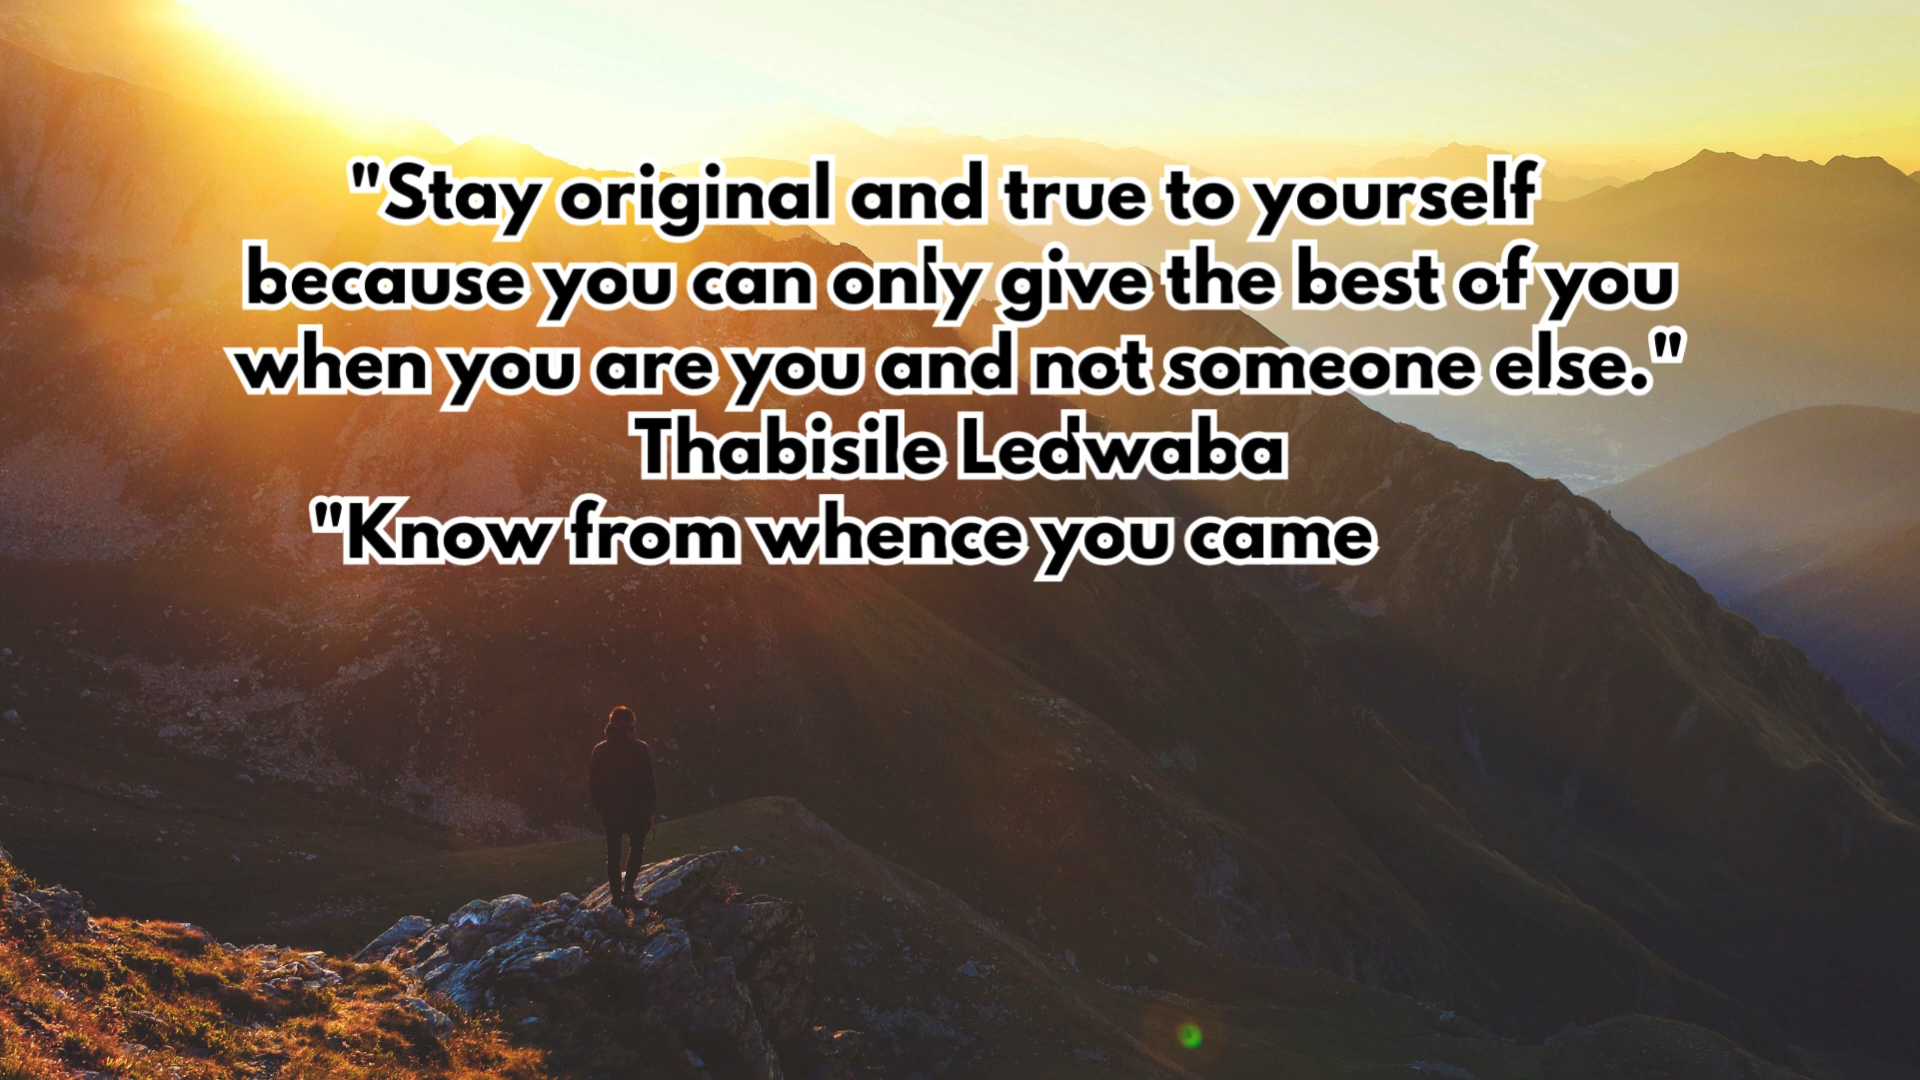 "Stay original and true to yourself
because you can only give the best of you
when you are you and not someone else."
Thabisile Ledwaba
"Know from whence you came